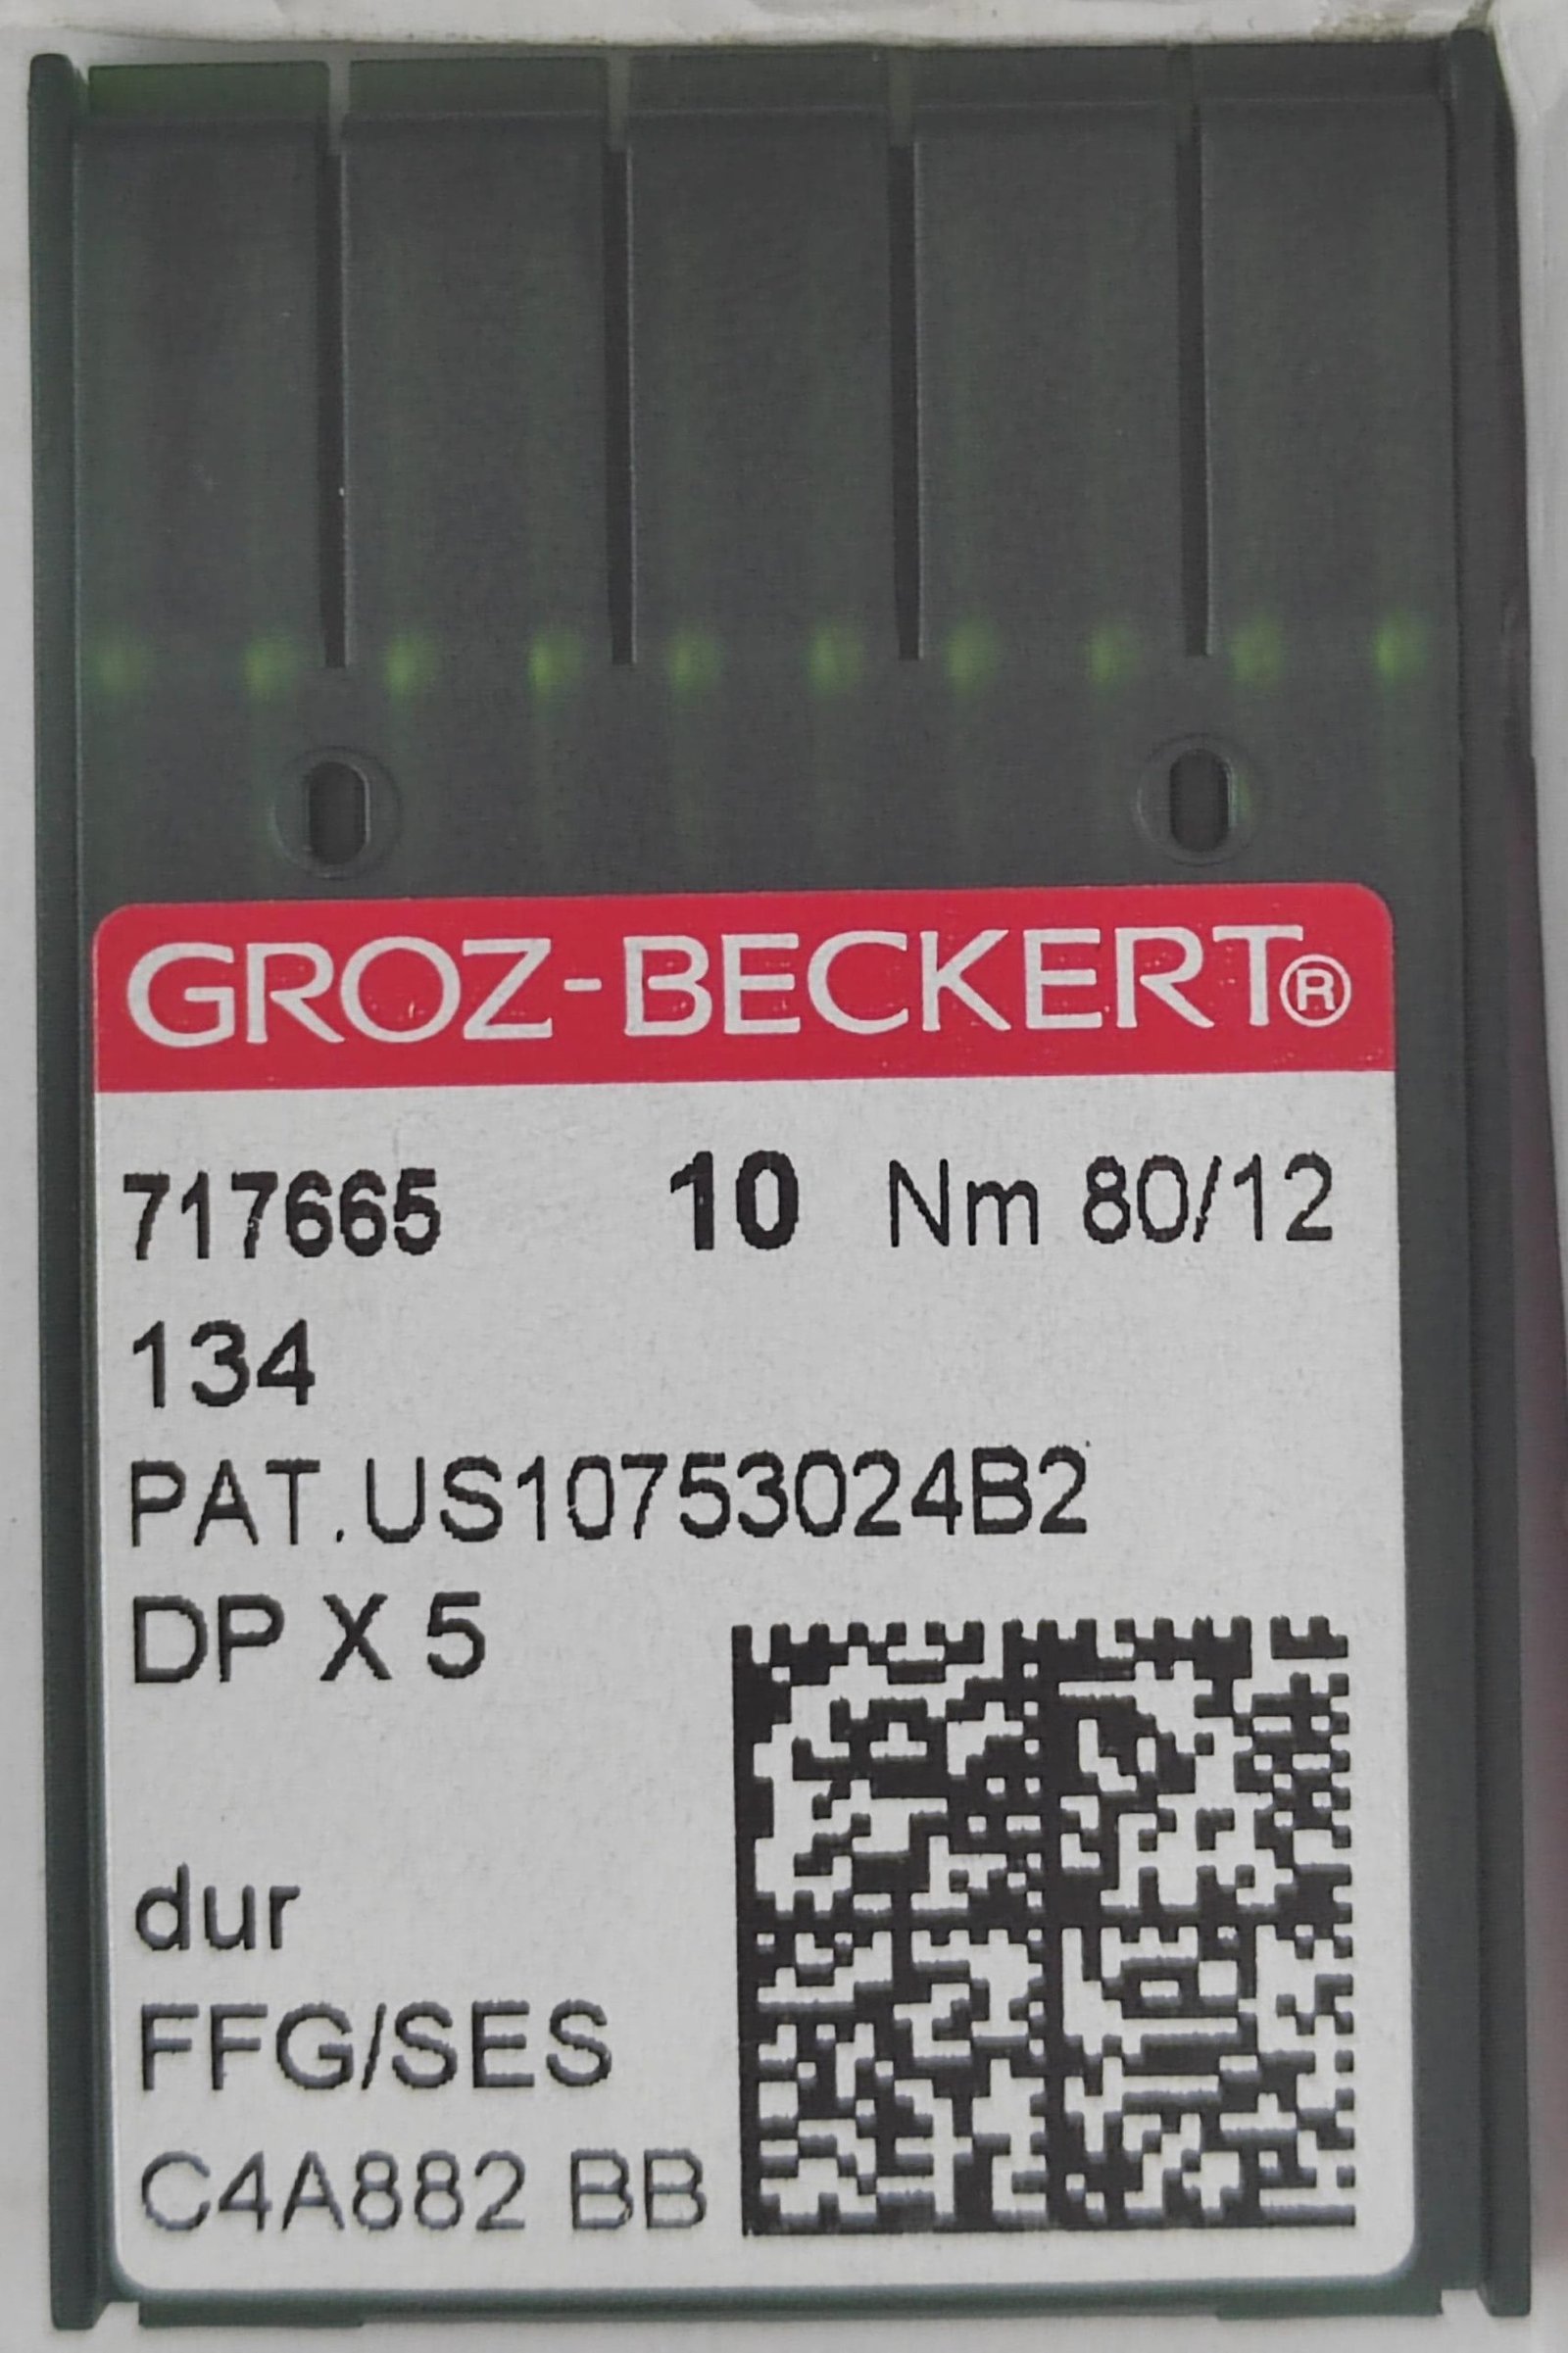 GROZ-BECKERT®
717665 10 Nm 80/12
134
PAT.US10753024B2
DP X 5
dur
FFG/SES
C4A882 BB